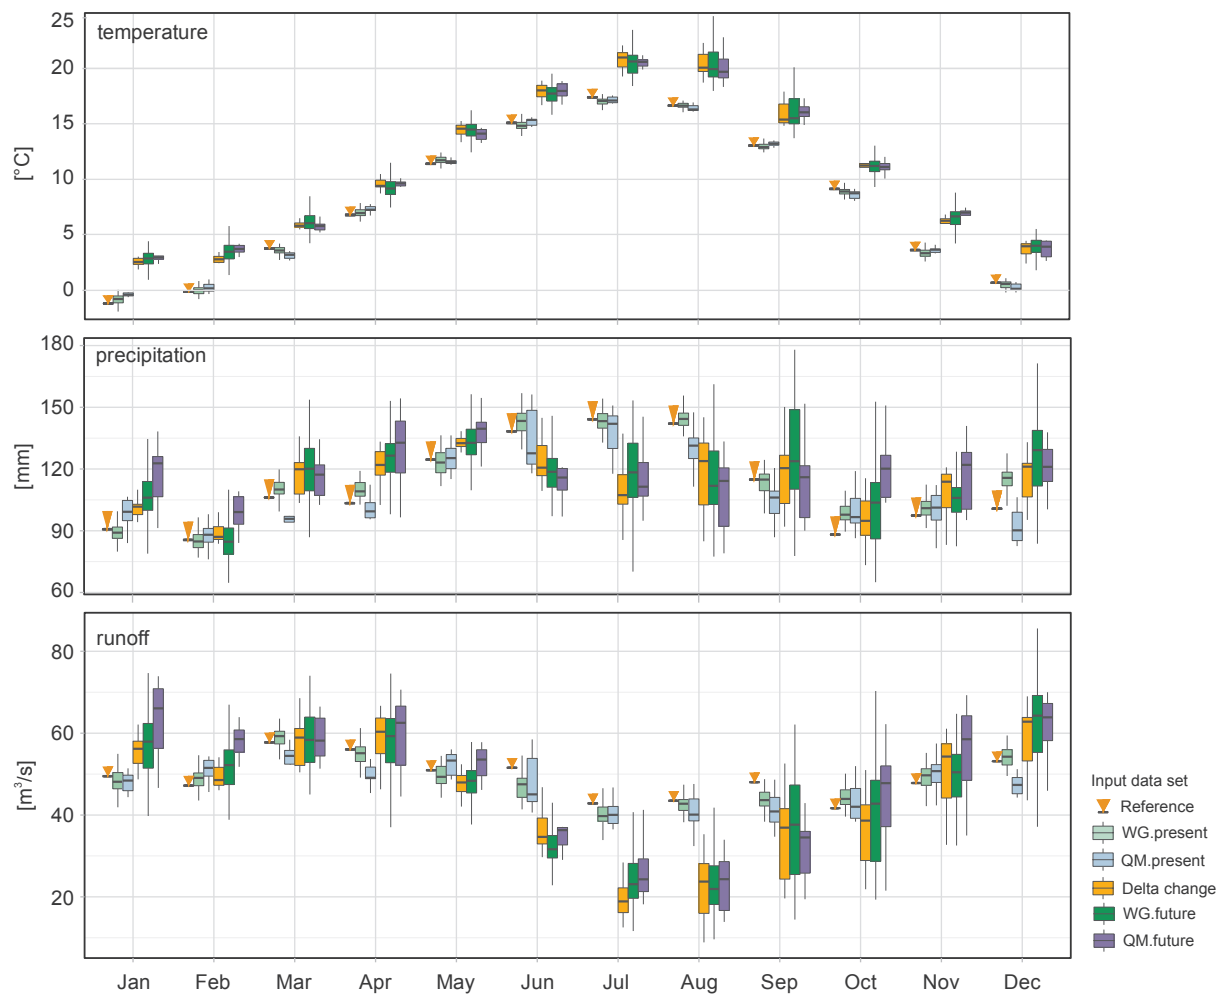 temperature
25
20
15
10
5
0
[°C]
precipitation
180
150
120
90
60
[mm]
runoff
80
60
40
20
[m³/s]
Jan Feb Mar Apr May Jun Jul Aug Sep Oct Nov Dec
Input data set
Reference
WG.present
QM.present
Delta change
WG.future
QM.future